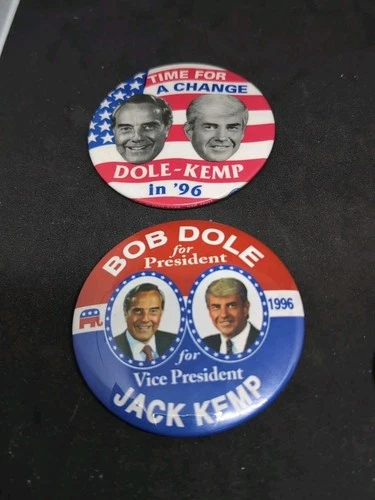 TIME FOR
A CHANGE
DOLE-KEMP
in '96
BOB DOLE
for
President
1996
for
Vice President
JACK KEMP